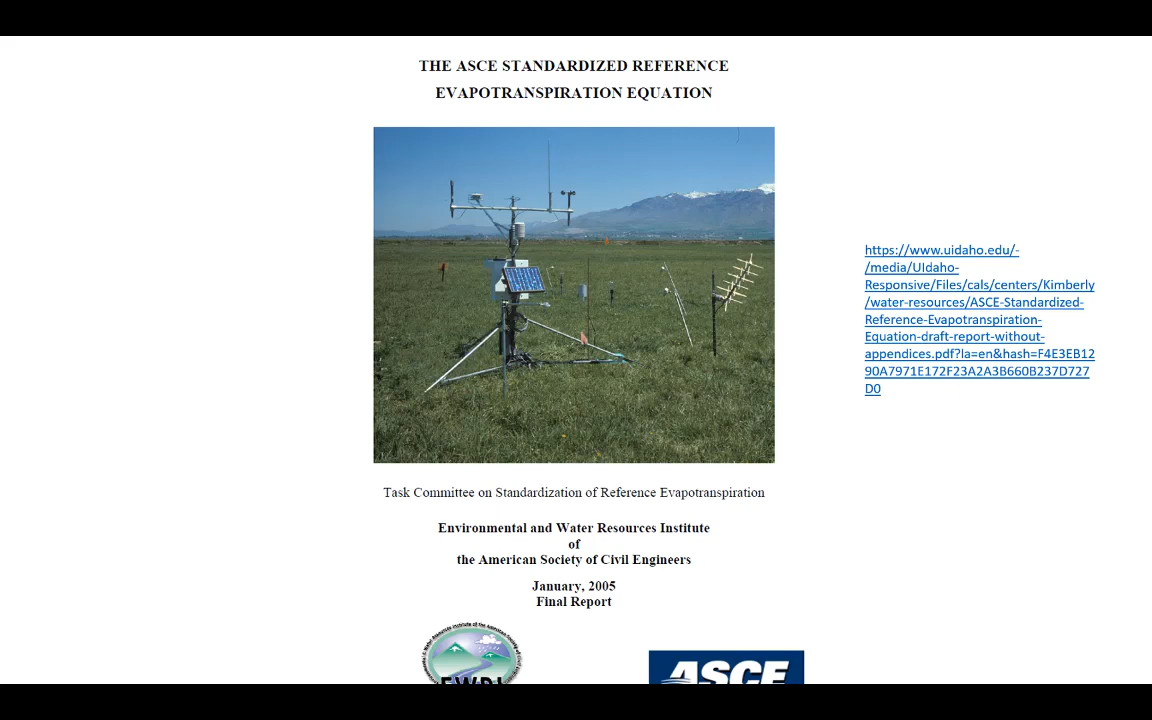 THE ASCE STANDARDIZED REFERENCE
EVAPOTRANSPIRATION EQUATION
https://www.uidaho.edu/-
/media/UIdaho-
Responsive/Files/cals/centers/Kimberly
/water-resources/ASCE-Standardized-
Reference-Evapotranspiration-
Equation-draft-report-without-
appendices.pdf?la=en&hash=F4E3EB12
90A7971E172F23A2A3B660B237D727
D0
Task Committee on Standardization of Reference Evapotranspiration
Environmental and Water Resources Institute
of
the American Society of Civil Engineers
January, 2005
Final Report
EWRI
ASCE